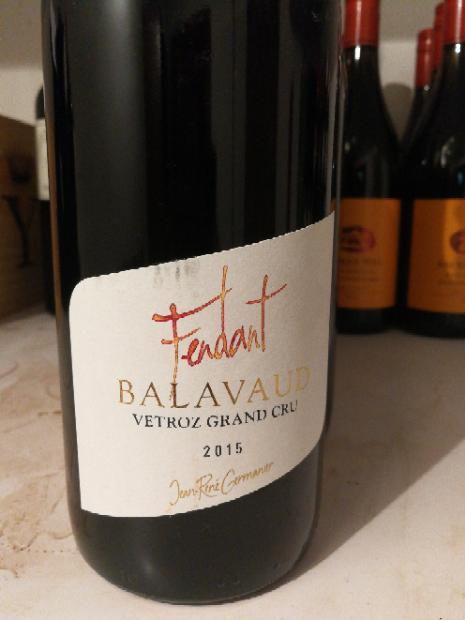 Fendant
BALAVAUD
VETROZ GRAND CRU
2015
Jean-René Germanier
Y